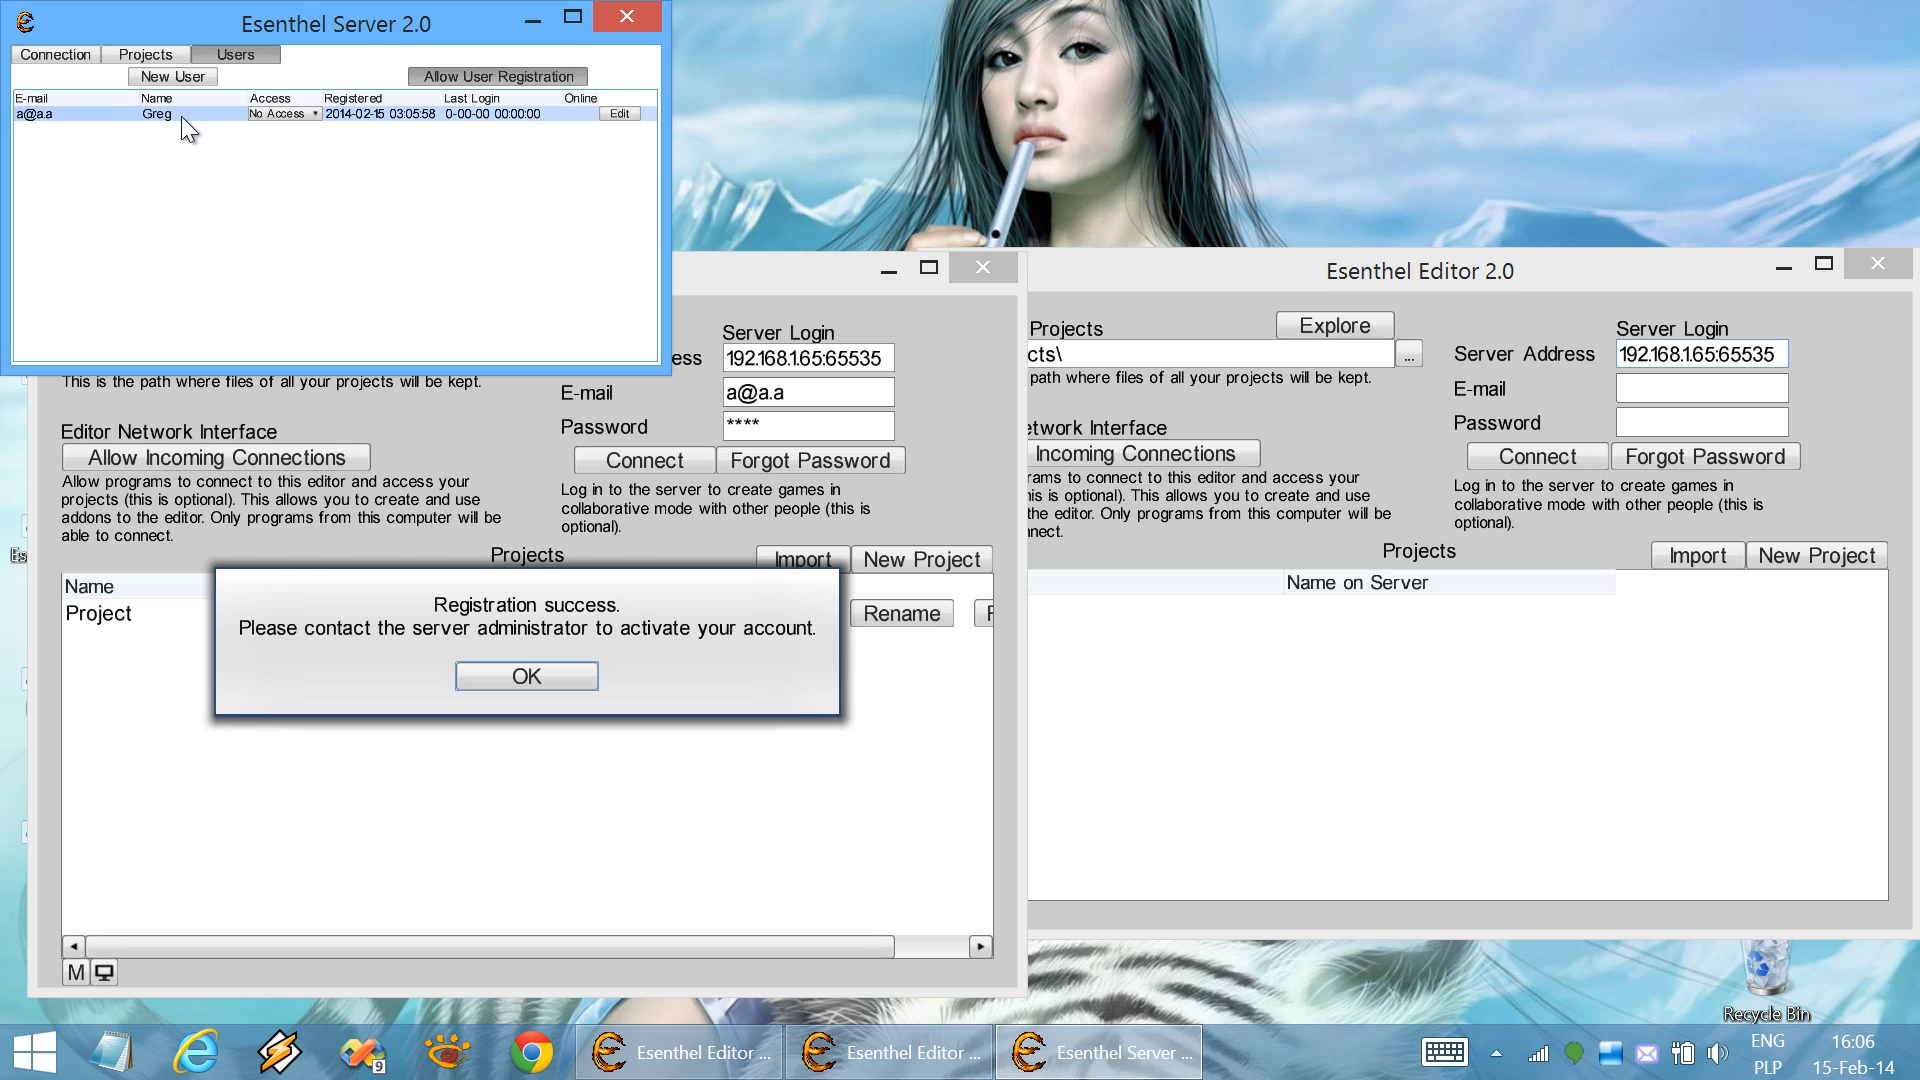 Esenthel Server 2.0
Connection Projects Users
New User Allow User Registration
E-mail Name Access Registered Last Login Online
a@a.a Greg No Access 2014-02-15 03:05:58 0-00-00 00:00:00 Edit
This is the path where files of all your projects will be kept.
Editor Network Interface
Allow Incoming Connections
Allow programs to connect to this editor and access your
projects (this is optional). This allows you to create and use
addons to the editor. Only programs from this computer will be
able to connect.
Server Login
ess 192.168.1.65:65535
E-mail a@a.a
Password ****
Connect Forgot Password
Log in to the server to create games in
collaborative mode with other people (this is
optional).
Projects
Import New Project
Name
Project Rename
Registration success.
Please contact the server administrator to activate your account.
OK
M
Esenthel Editor 2.0
Projects Explore
cts\ ...
path where files of all your projects will be kept.
etwork Interface
Incoming Connections
rams to connect to this editor and access your
his is optional). This allows you to create and use
the editor. Only programs from this computer will be
nnect.
Server Login
Server Address 192.168.1.65:65535
E-mail
Password
Connect Forgot Password
Log in to the server to create games in
collaborative mode with other people (this is
optional).
Projects
Import New Project
Name on Server
Es
Recycle Bin
9
Esenthel Editor ...
Esenthel Editor ...
Esenthel Server ...
ENG
PLP
16:06
15-Feb-14